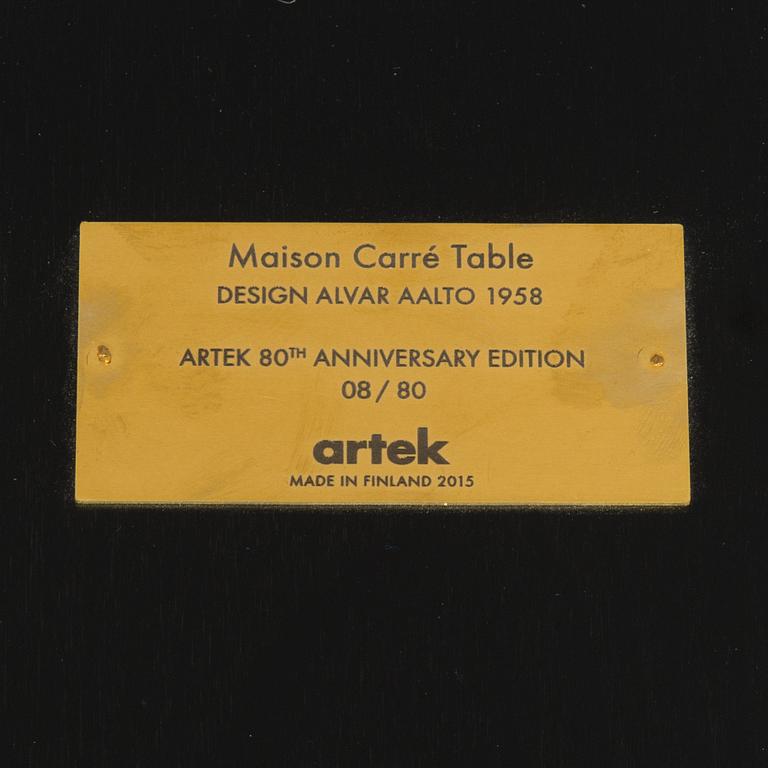 Maison Carré Table
DESIGN ALVAR AALTO 1958
ARTEK 80TH ANNIVERSARY EDITION
08 / 80
artek
MADE IN FINLAND 2015